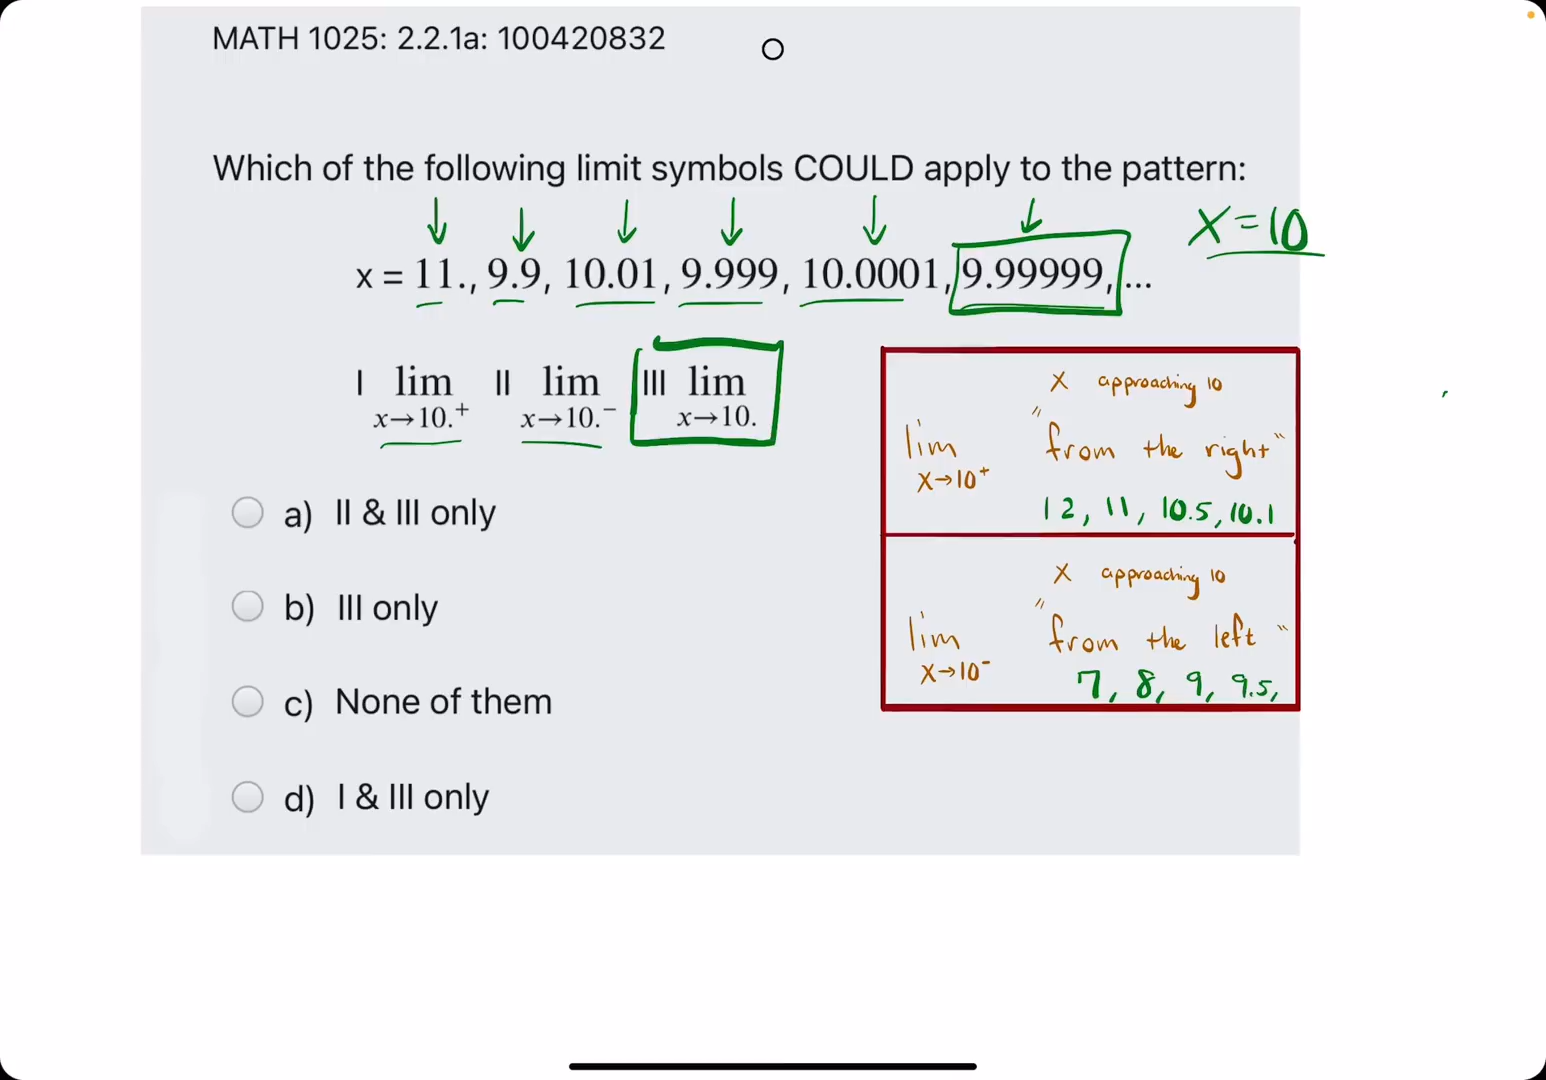 MATH 1025: 2.2.1a: 100420832
Which of the following limit symbols COULD apply to the pattern:
x = 11., 9.9, 10.01, 9.999, 10.0001, 9.99999, ...
X=10
I lim x→10.⁺ II lim x→10.⁻ III lim x→10.
a) II & III only
b) III only
c) None of them
d) I & III only
X approaching 10
lim X→10⁺ "from the right"
12, 11, 10.5, 10.1
X approaching 10
lim X→10⁻ "from the left"
7, 8, 9, 9.5,